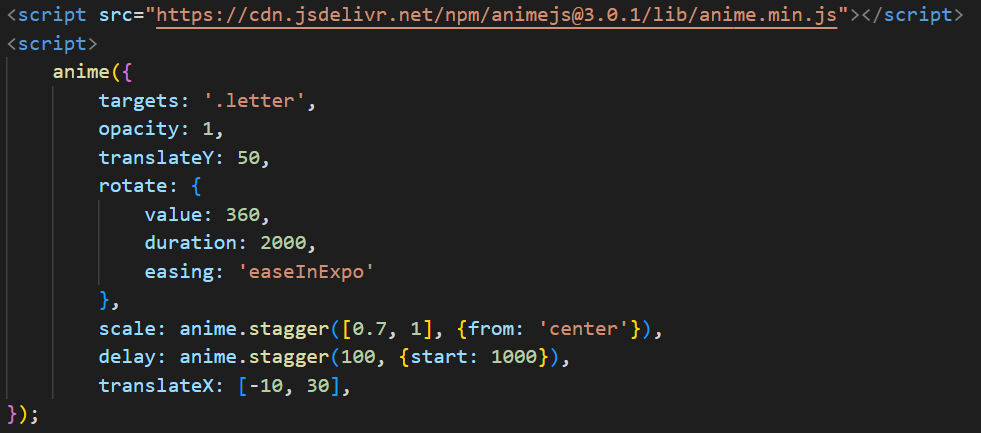 <script src="https://cdn.jsdelivr.net/npm/animejs@3.0.1/lib/anime.min.js"></script>
<script>
    anime({
        targets: '.letter',
        opacity: 1,
        translateY: 50,
        rotate: {
            value: 360,
            duration: 2000,
            easing: 'easeInExpo'
        },
        scale: anime.stagger([0.7, 1], {from: 'center'}),
        delay: anime.stagger(100, {start: 1000}),
        translateX: [-10, 30],
});